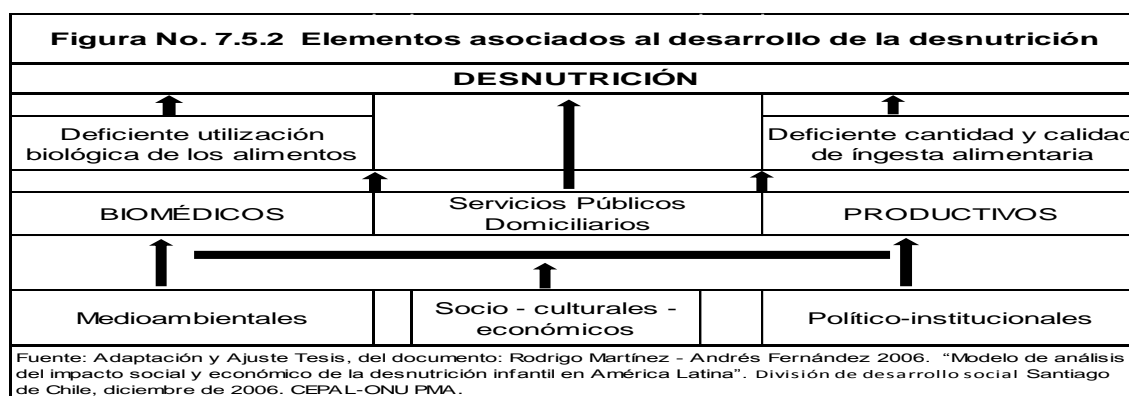 Figura No. 7.5.2 Elementos asociados al desarrollo de la desnutrición
DESNUTRICIÓN
Deficiente utilización
biológica de los alimentos
Deficiente cantidad y calidad
de íngesta alimentaria
BIOMÉDICOS
Servicios Públicos
Domiciliarios
PRODUCTIVOS
Medioambientales
Socio - culturales -
económicos
Político-institucionales
Fuente: Adaptación y Ajuste Tesis, del documento: Rodrigo Martínez - Andrés Fernández 2006. “Modelo de análisis
del impacto social y económico de la desnutrición infantil en América Latina”. División de desarrollo social Santiago
de Chile, diciembre de 2006. CEPAL-ONU PMA.